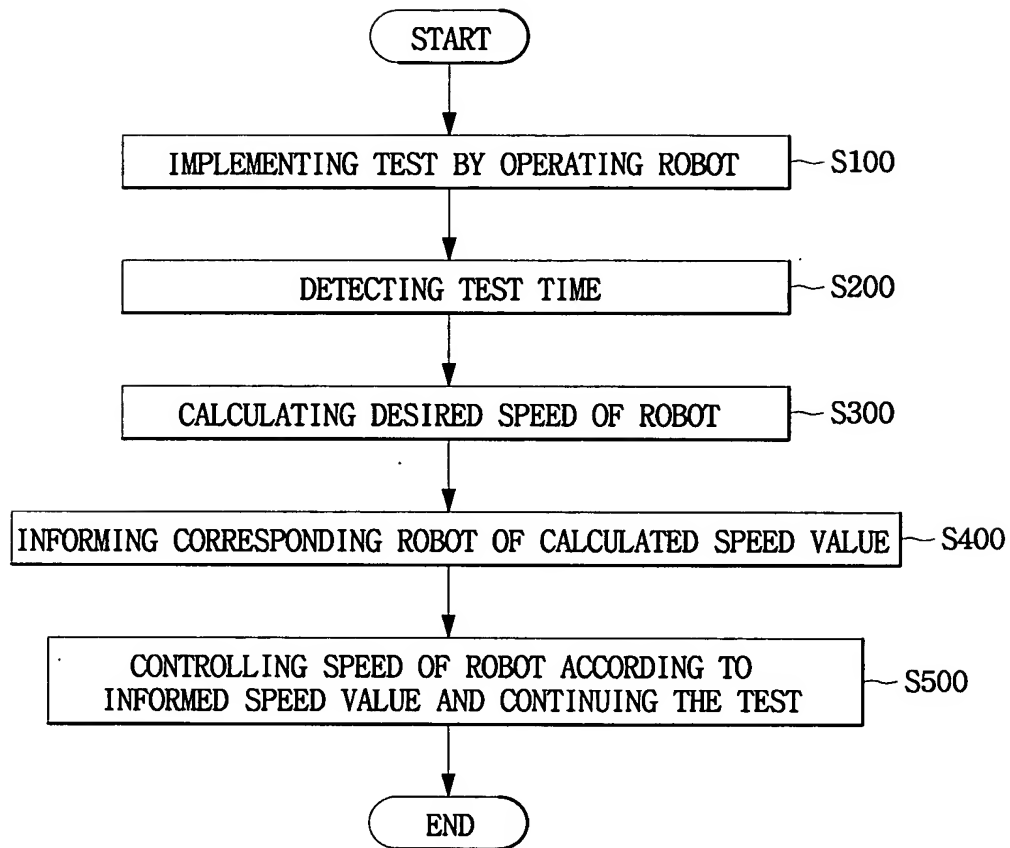 START
IMPLEMENTING TEST BY OPERATING ROBOT
S100
DETECTING TEST TIME
S200
CALCULATING DESIRED SPEED OF ROBOT
S300
INFORMING CORRESPONDING ROBOT OF CALCULATED SPEED VALUE
S400
CONTROLLING SPEED OF ROBOT ACCORDING TO
INFORMED SPEED VALUE AND CONTINUING THE TEST
S500
END